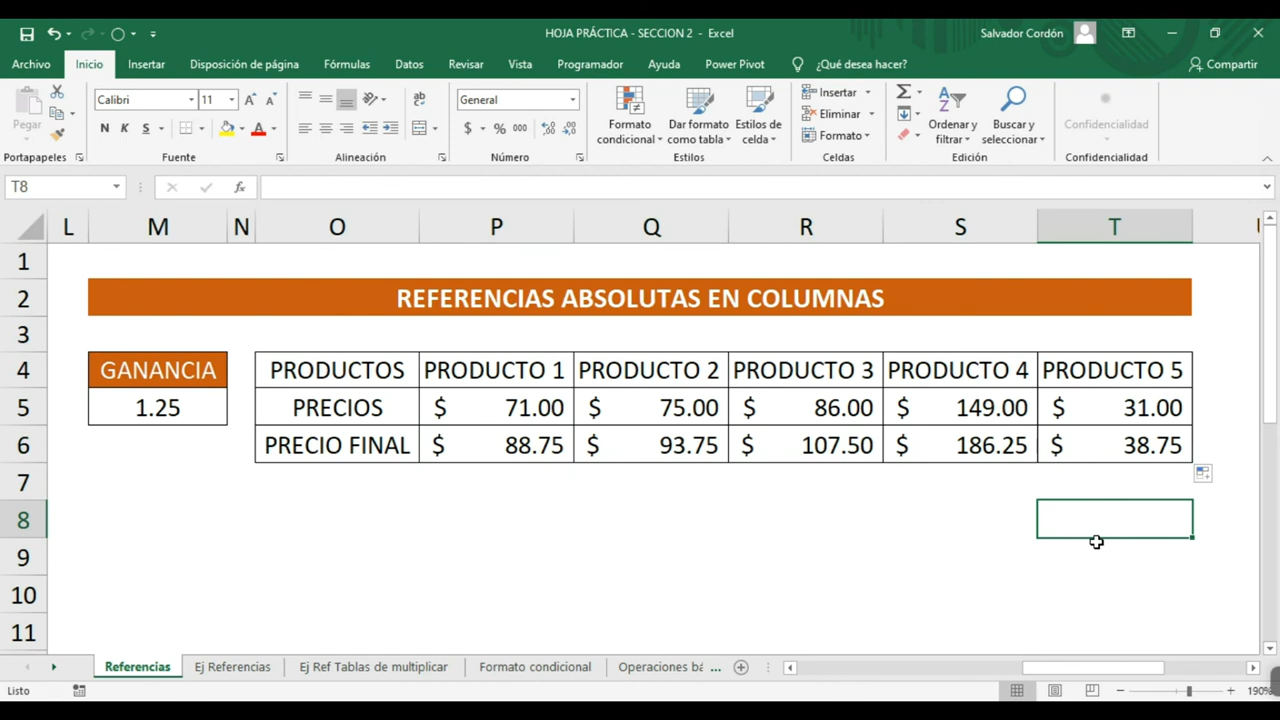 HOJA PRÁCTICA - SECCION 2 - Excel
Salvador Cordón
Archivo Inicio Insertar Disposición de página Fórmulas Datos Revisar Vista Programador Ayuda Power Pivot ¿Qué desea hacer? Compartir
Pegar
Portapapeles
Calibri 11
N K S
Fuente
Alineación
General
$ % 000
Número
Formato condicional
Dar formato como tabla
Estilos de celda
Estilos
Insertar
Eliminar
Formato
Celdas
Ordenar y filtrar
Buscar y seleccionar
Edición
Confidencialidad
Confidencialidad
T8 fx
L M N O P Q R S T
1
2 REFERENCIAS ABSOLUTAS EN COLUMNAS
3
4 GANANCIA PRODUCTOS PRODUCTO 1 PRODUCTO 2 PRODUCTO 3 PRODUCTO 4 PRODUCTO 5
5 1.25 PRECIOS $ 71.00 $ 75.00 $ 86.00 $ 149.00 $ 31.00
6 PRECIO FINAL $ 88.75 $ 93.75 $ 107.50 $ 186.25 $ 38.75
7
8
9
10
11
Referencias Ej Referencias Ej Ref Tablas de multiplicar Formato condicional Operaciones bá ...
Listo 190%